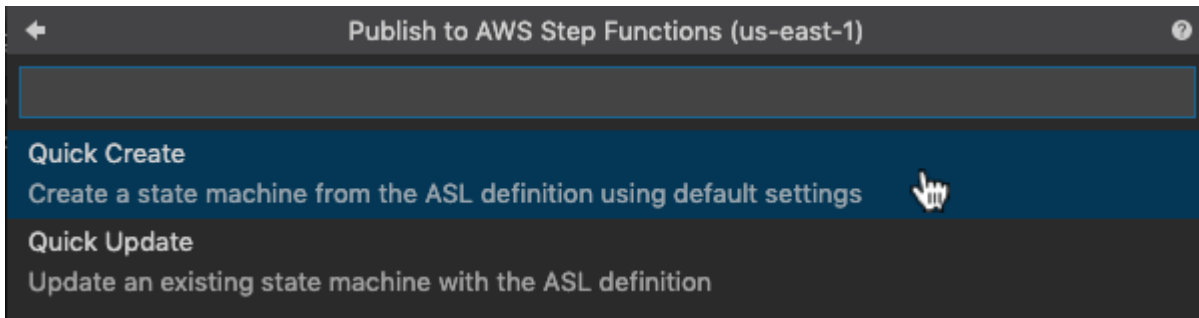 Publish to AWS Step Functions (us-east-1)
Quick Create
Create a state machine from the ASL definition using default settings
Quick Update
Update an existing state machine with the ASL definition